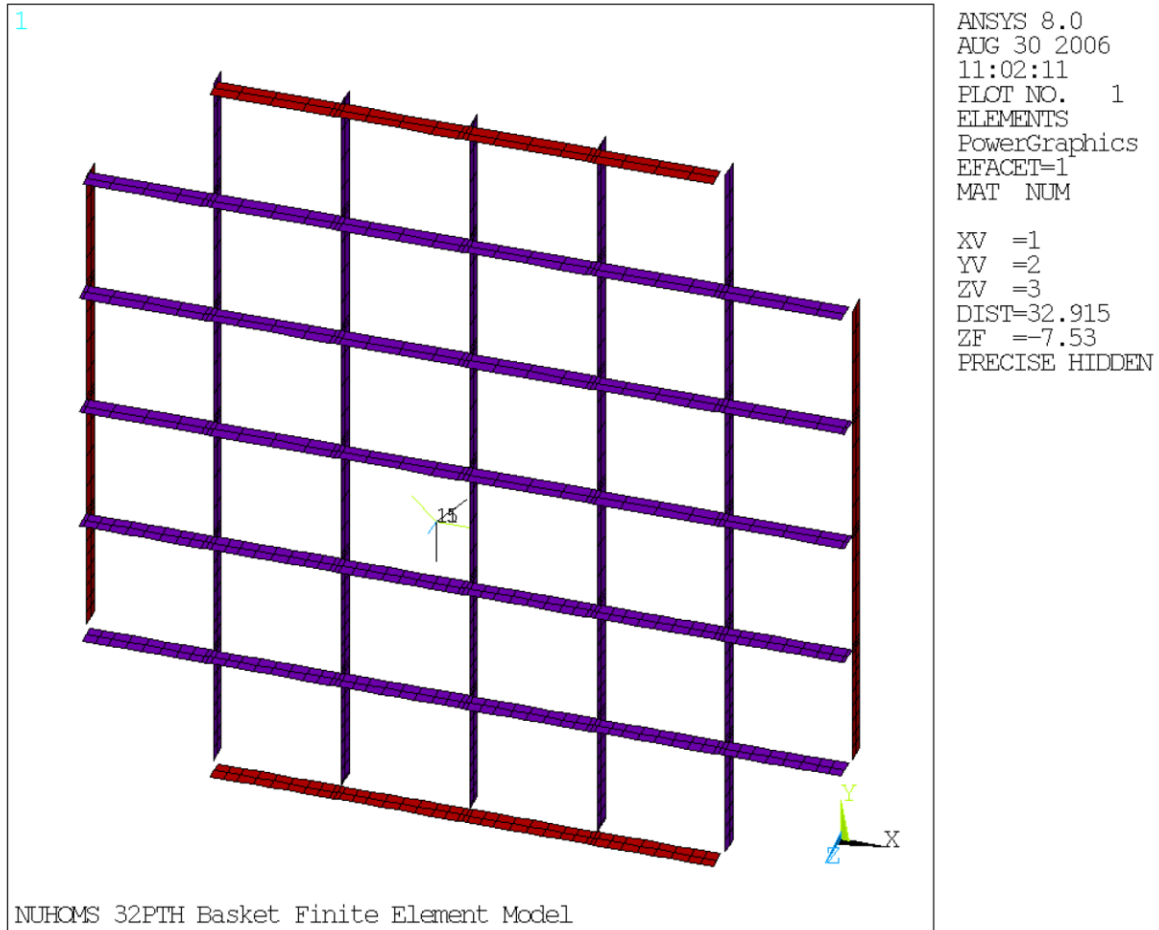 1
ANSYS 8.0
AUG 30 2006
11:02:11
PLOT NO. 1
ELEMENTS
PowerGraphics
EFACET=1
MAT NUM
XV =1
YV =2
ZV =3
DIST=32.915
ZF =-7.53
PRECISE HIDDEN
Y
X
Z
NUHOMS 32PTH Basket Finite Element Model